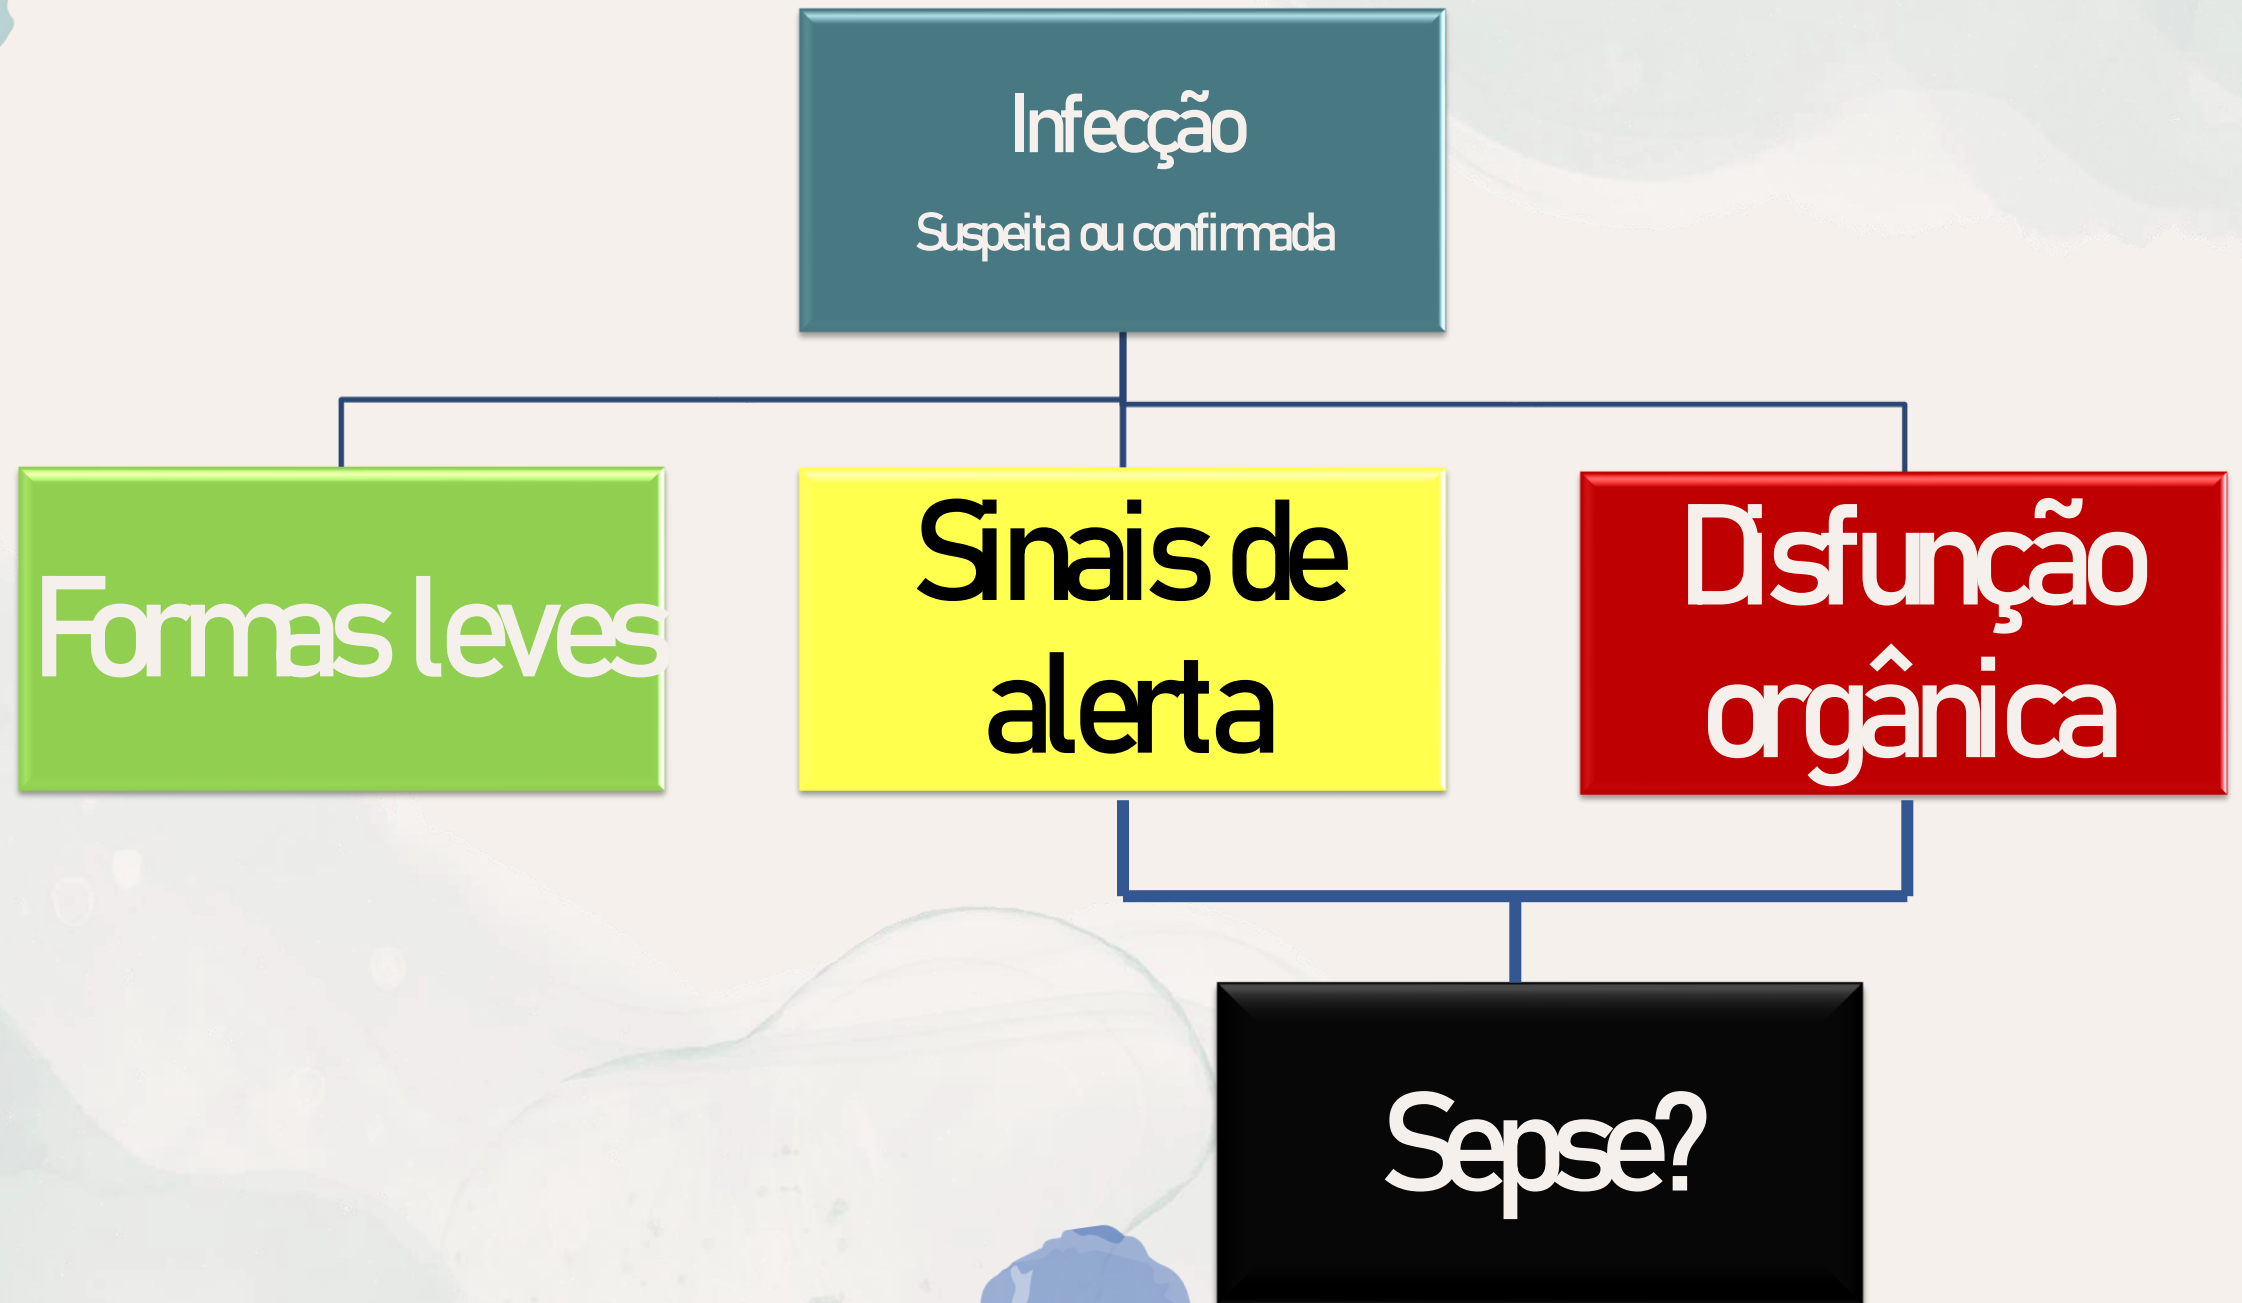 Infecção
Suspeita ou confirmada
Formas leves
Sinais de
alerta
Disfunção
orgânica
Sepse?